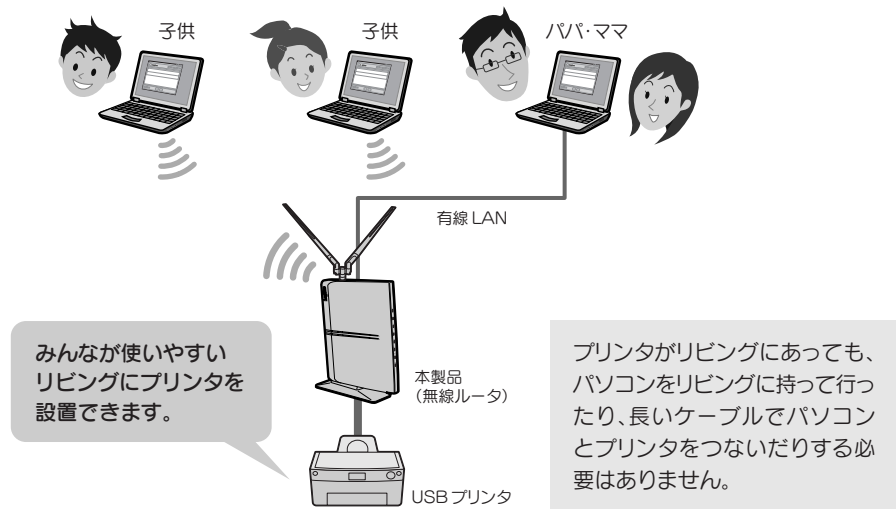 子供
子供
パパ・ママ
有線 LAN
本製品
（無線ルータ）
みんなが使いやすい
リビングにプリンタを
設置できます。
プリンタがリビングにあっても、
パソコンをリビングに持って行っ
たり、長いケーブルでパソコン
とプリンタをつないだりする必
要はありません。
USB プリンタ